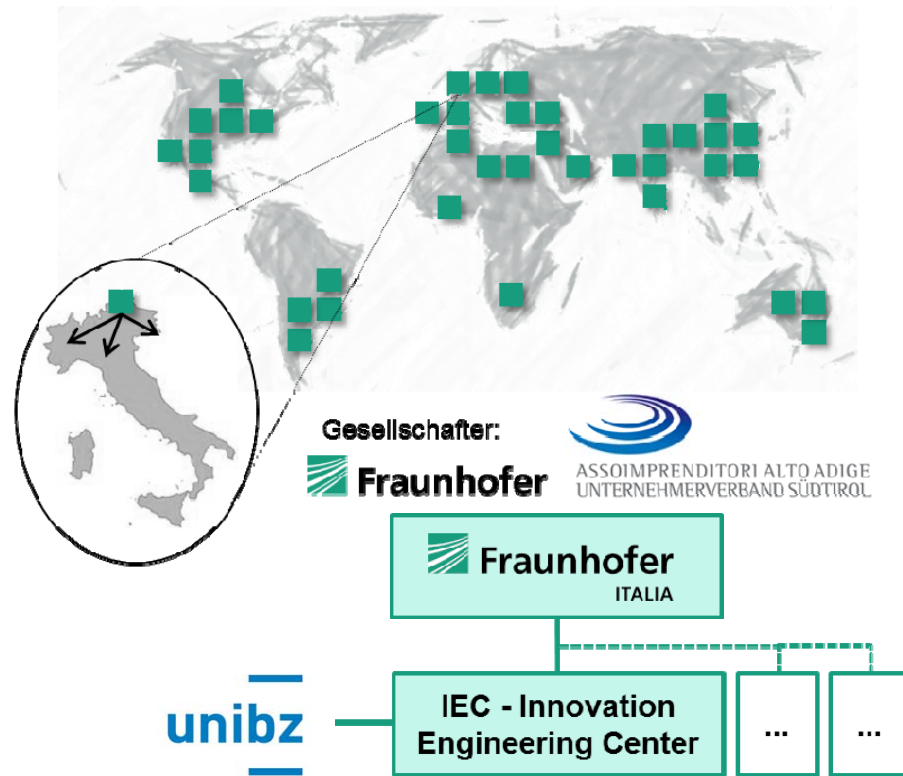 Gesellschafter:
Fraunhofer
ASSOIMPRENDITORI ALTO ADIGE
UNTERNEHMERVERBAND SÜDTIROL
Fraunhofer
ITALIA
unibz
IEC - Innovation
Engineering Center
...
...